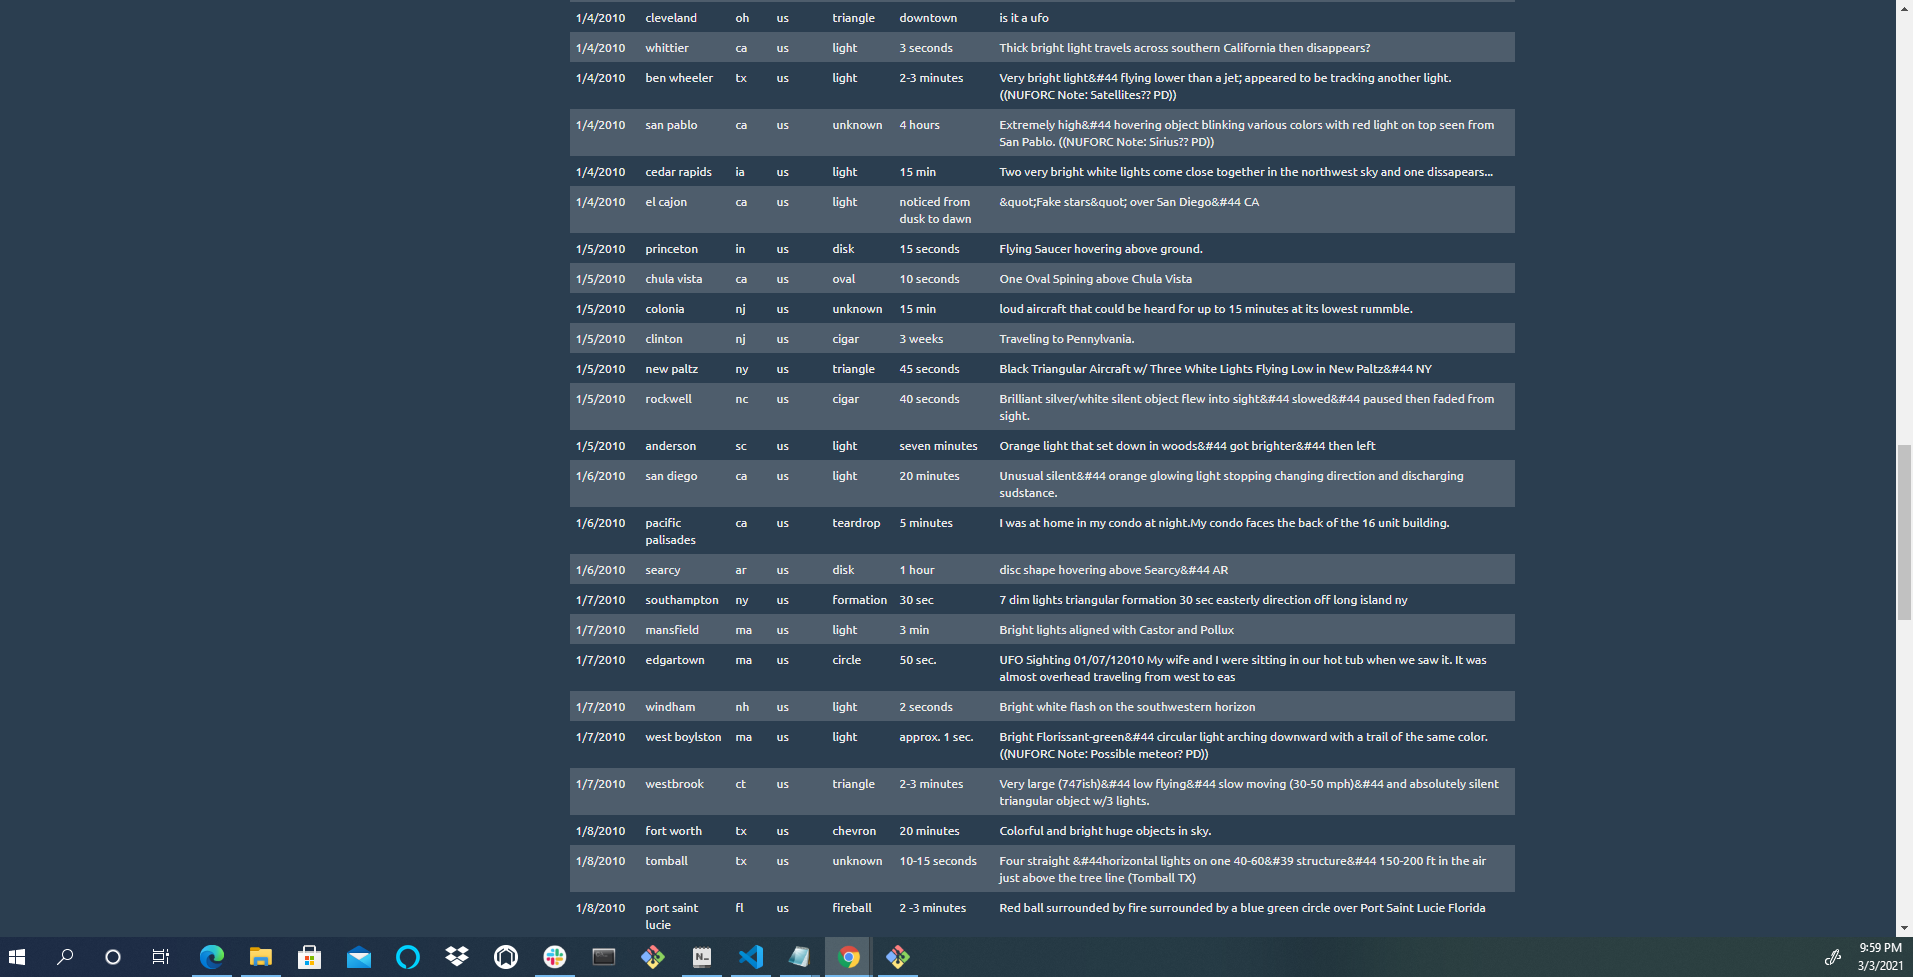 1/4/2010 cleveland oh us triangle downtown is it a ufo
1/4/2010 whittier ca us light 3 seconds Thick bright light travels across southern California then disappears?
1/4/2010 ben wheeler tx us light 2-3 minutes Very bright light&#44 flying lower than a jet; appeared to be tracking another light.
((NUFORC Note: Satellites?? PD))
1/4/2010 san pablo ca us unknown 4 hours Extremely high&#44 hovering object blinking various colors with red light on top seen from
San Pablo. ((NUFORC Note: Sirius?? PD))
1/4/2010 cedar rapids ia us light 15 min Two very bright white lights come close together in the northwest sky and one dissapears...
1/4/2010 el cajon ca us light noticed from &quot;Fake stars&quot; over San Diego&#44 CA
dusk to dawn
1/5/2010 princeton in us disk 15 seconds Flying Saucer hovering above ground.
1/5/2010 chula vista ca us oval 10 seconds One Oval Spining above Chula Vista
1/5/2010 colonia nj us unknown 15 min loud aircraft that could be heard for up to 15 minutes at its lowest rummble.
1/5/2010 clinton nj us cigar 3 weeks Traveling to Pennylvania.
1/5/2010 new paltz ny us triangle 45 seconds Black Triangular Aircraft w/ Three White Lights Flying Low in New Paltz&#44 NY
1/5/2010 rockwell nc us cigar 40 seconds Brilliant silver/white silent object flew into sight&#44 slowed&#44 paused then faded from
sight.
1/5/2010 anderson sc us light seven minutes Orange light that set down in woods&#44 got brighter&#44 then left
1/6/2010 san diego ca us light 20 minutes Unusual silent&#44 orange glowing light stopping changing direction and discharging
sudstance.
1/6/2010 pacific ca us teardrop 5 minutes I was at home in my condo at night.My condo faces the back of the 16 unit building.
palisades
1/6/2010 searcy ar us disk 1 hour disc shape hovering above Searcy&#44 AR
1/7/2010 southampton ny us formation 30 sec 7 dim lights triangular formation 30 sec easterly direction off long island ny
1/7/2010 mansfield ma us light 3 min Bright lights aligned with Castor and Pollux
1/7/2010 edgartown ma us circle 50 sec. UFO Sighting 01/07/12010 My wife and I were sitting in our hot tub when we saw it. It was
almost overhead traveling from west to eas
1/7/2010 windham nh us light 2 seconds Bright white flash on the southwestern horizon
1/7/2010 west boylston ma us light approx. 1 sec. Bright Florissant-green&#44 circular light arching downward with a trail of the same color.
((NUFORC Note: Possible meteor? PD))
1/7/2010 westbrook ct us triangle 2-3 minutes Very large (747ish)&#44 low flying&#44 slow moving (30-50 mph)&#44 and absolutely silent
triangular object w/3 lights.
1/8/2010 fort worth tx us chevron 20 minutes Colorful and bright huge objects in sky.
1/8/2010 tomball tx us unknown 10-15 seconds Four straight &#44horizontal lights on one 40-60&#39 structure&#44 150-200 ft in the air
just above the tree line (Tomball TX)
1/8/2010 port saint fl us fireball 2 -3 minutes Red ball surrounded by fire surrounded by a blue green circle over Port Saint Lucie Florida
lucie
N_
9:59 PM
3/3/2021